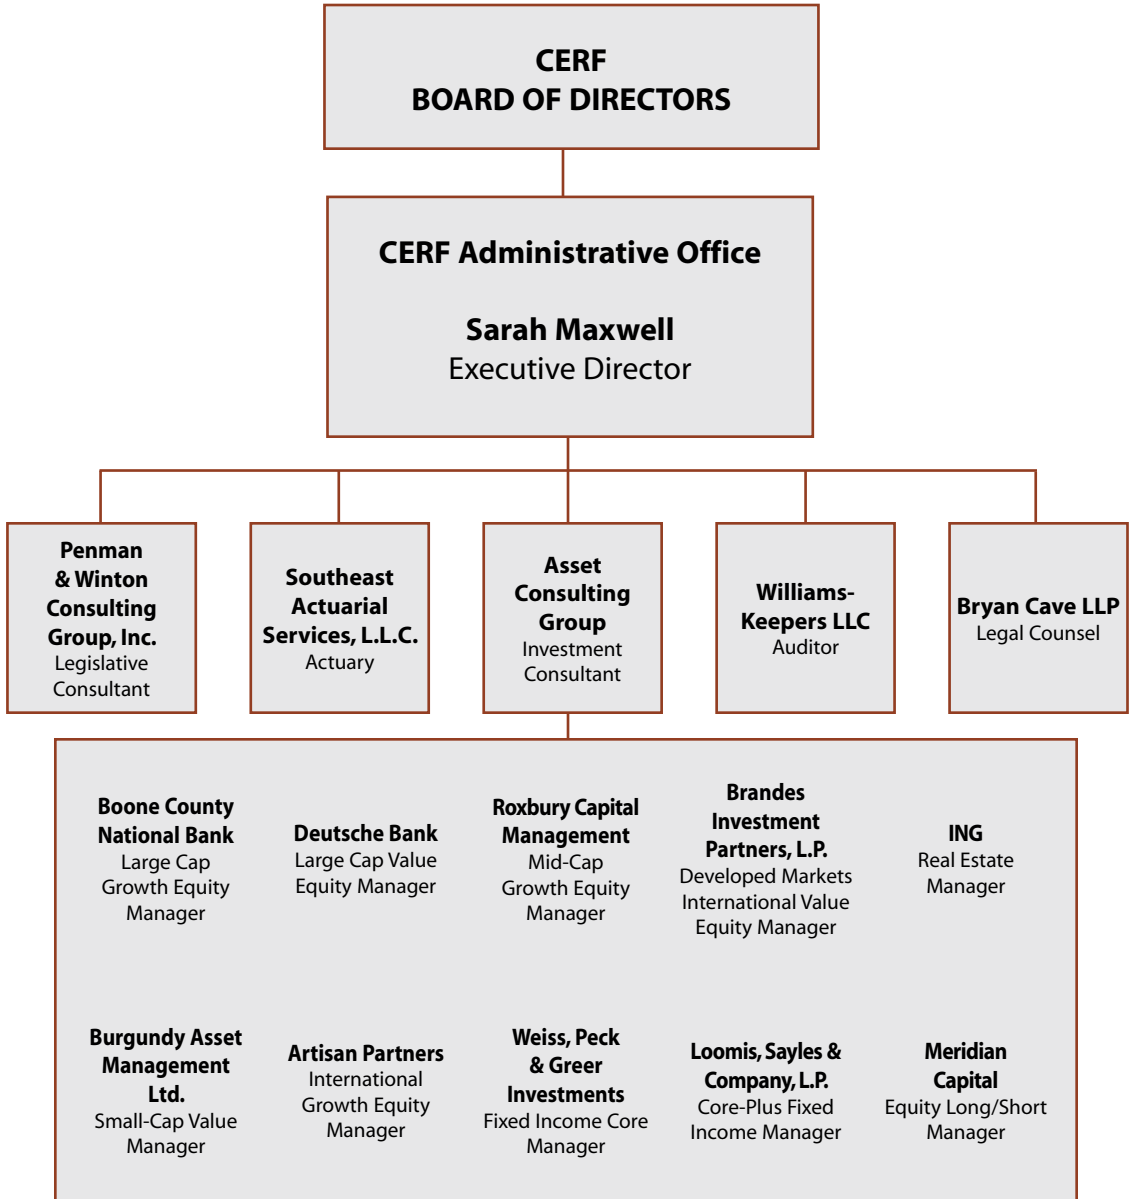 CERF
BOARD OF DIRECTORS
CERF Administrative Office
Sarah Maxwell
Executive Director
Penman
& Winton
Consulting
Group, Inc.
Legislative
Consultant
Southeast
Actuarial
Services, L.L.C.
Actuary
Asset
Consulting
Group
Investment
Consultant
Williams-
Keepers LLC
Auditor
Bryan Cave LLP
Legal Counsel
Boone County
National Bank
Large Cap
Growth Equity
Manager
Deutsche Bank
Large Cap Value
Equity Manager
Roxbury Capital
Management
Mid-Cap
Growth Equity
Manager
Brandes
Investment
Partners, L.P.
Developed Markets
International Value
Equity Manager
ING
Real Estate
Manager
Burgundy Asset
Management
Ltd.
Small-Cap Value
Manager
Artisan Partners
International
Growth Equity
Manager
Weiss, Peck
& Greer
Investments
Fixed Income Core
Manager
Loomis, Sayles &
Company, L.P.
Core-Plus Fixed
Income Manager
Meridian
Capital
Equity Long/Short
Manager